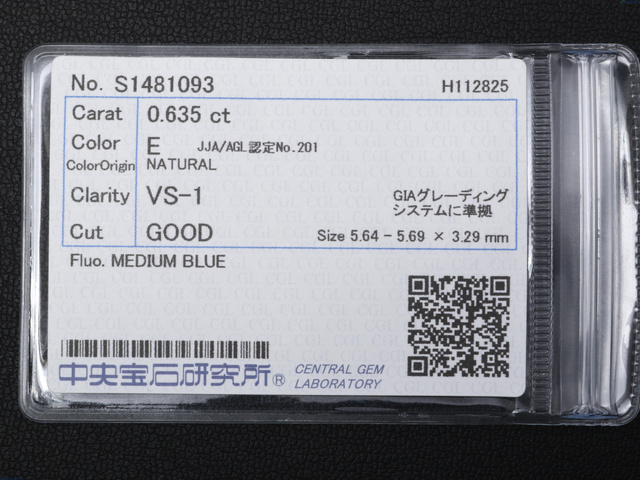 No. S1481093 H112825
Carat 0.635 ct
Color E JJA/AGL認定No.201
ColorOrigin NATURAL
Clarity VS-1 GIAグレーディング
システムに準拠
Cut GOOD Size 5.64 - 5.69 × 3.29 mm
Fluo. MEDIUM BLUE
中央宝石研究所® CENTRAL GEM
LABORATORY